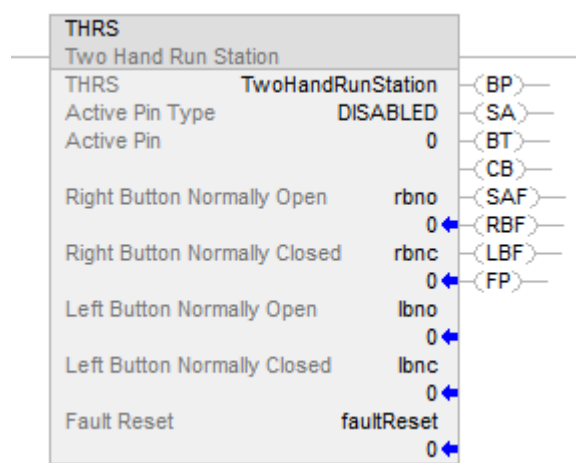 THRS
Two Hand Run Station
THRS TwoHandRunStation BP
Active Pin Type DISABLED SA
Active Pin 0 BT
CB
Right Button Normally Open rbno SAF
0 RBF
Right Button Normally Closed rbnc LBF
0 FP
Left Button Normally Open lbno
0
Left Button Normally Closed lbnc
0
Fault Reset faultReset
0